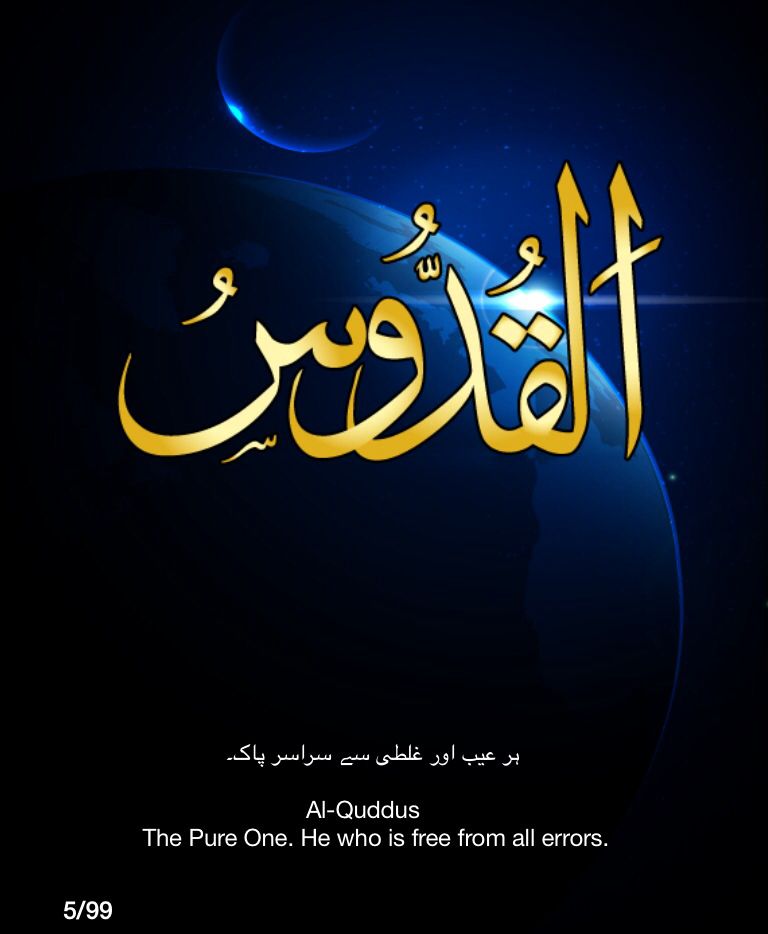 الْقُدُّوسُ
ہر عیب اور غلطی سے سراسر پاک۔
Al-Quddus
The Pure One. He who is free from all errors.
5/99